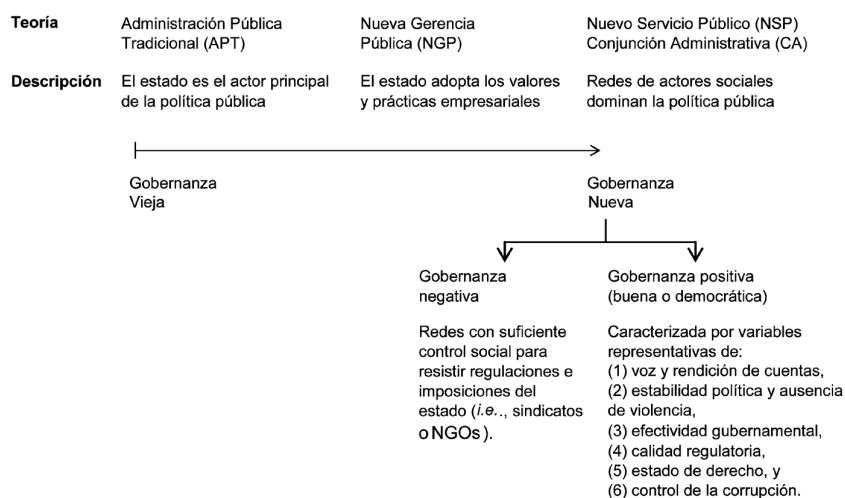 Teoría
Administración Pública
Tradicional (APT)
Nueva Gerencia
Pública (NGP)
Nuevo Servicio Público (NSP)
Conjunción Administrativa (CA)
Descripción
El estado es el actor principal
de la política pública
El estado adopta los valores
y prácticas empresariales
Redes de actores sociales
dominan la política pública
Gobernanza
Vieja
Gobernanza
Nueva
Gobernanza
negativa
Redes con suficiente
control social para
resistir regulaciones e
imposiciones del
estado (i.e.., sindicatos
o NGOs).
Gobernanza positiva
(buena o democrática)
Caracterizada por variables
representativas de:
(1) voz y rendición de cuentas,
(2) estabilidad política y ausencia
de violencia,
(3) efectividad gubernamental,
(4) calidad regulatoria,
(5) estado de derecho, y
(6) control de la corrupción.